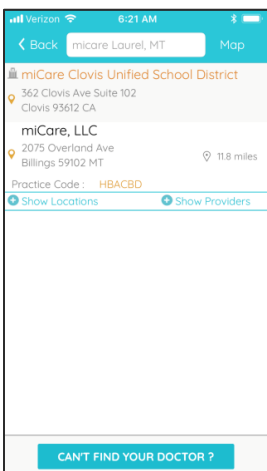 Verizon 6:21 AM
Back micare Laurel, MT Map
miCare Clovis Unified School District
362 Clovis Ave Suite 102
Clovis 93612 CA
miCare, LLC
2075 Overland Ave
Billings 59102 MT
11.8 miles
Practice Code : HBACBD
Show Locations Show Providers
CAN'T FIND YOUR DOCTOR ?